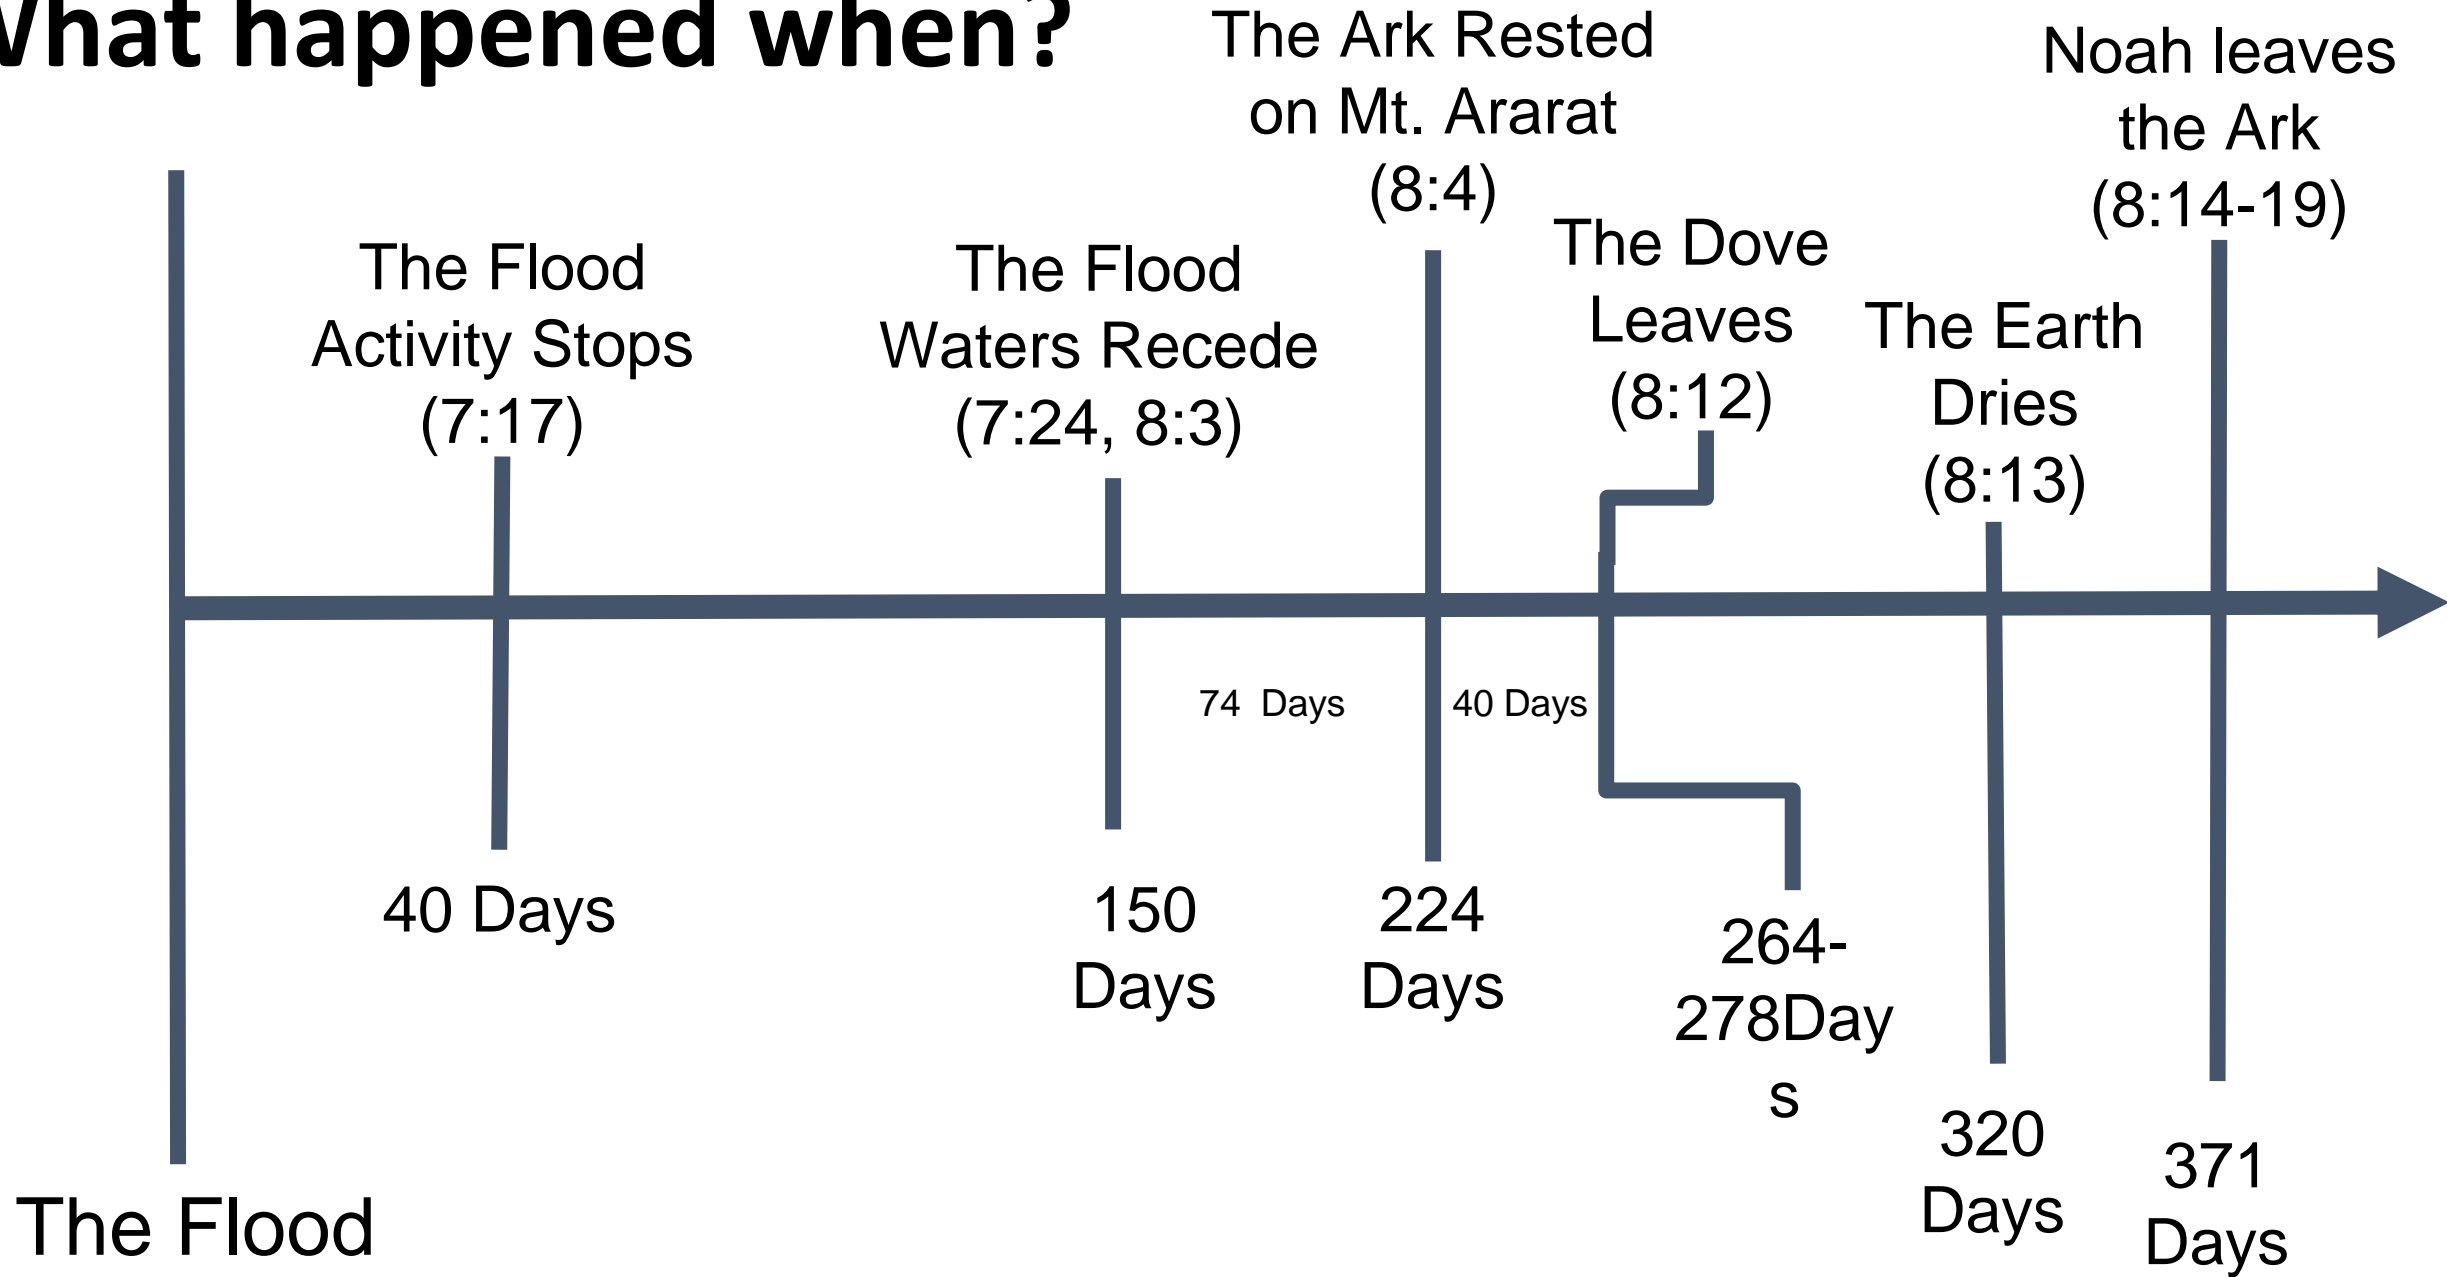 What happened when?
The Ark Rested
on Mt. Ararat
(8:4)
Noah leaves
the Ark
(8:14-19)
The Flood
Activity Stops
(7:17)
The Flood
Waters Recede
(7:24, 8:3)
The Dove
Leaves
(8:12)
The Earth
Dries
(8:13)
74 Days
40 Days
40 Days
150
Days
224
Days
264-
278Day
s
320
Days
371
Days
The Flood